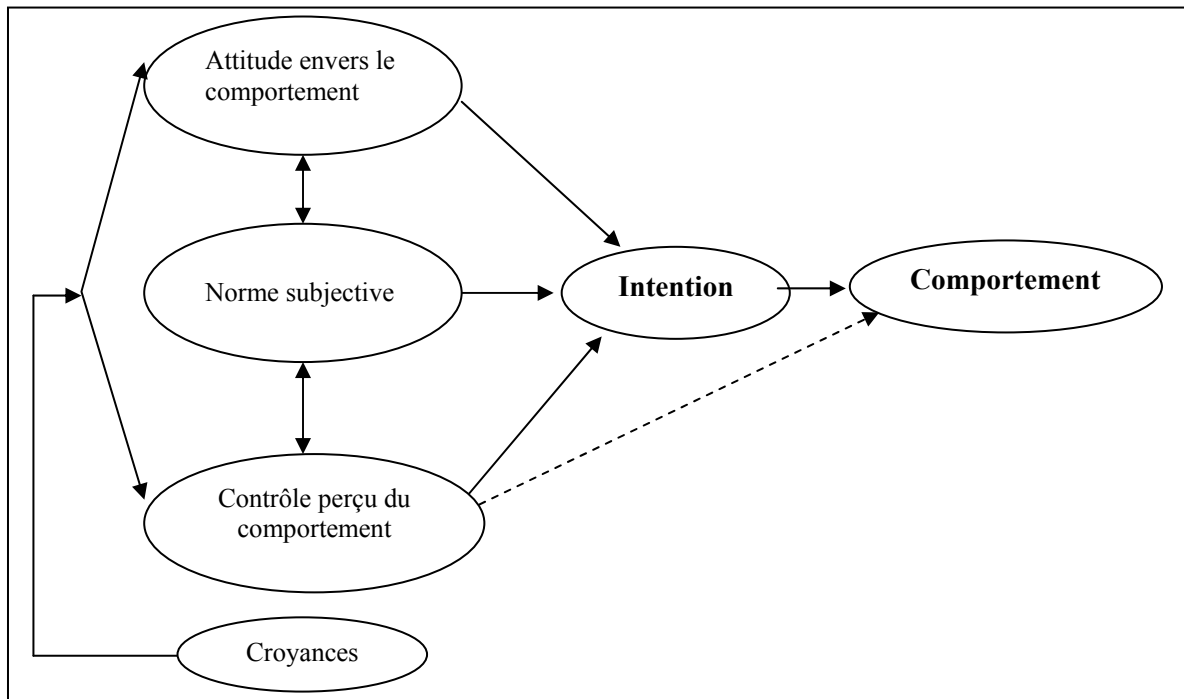 Attitude envers le
comportement
Norme subjective
Intention
Comportement
Contrôle perçu du
comportement
Croyances